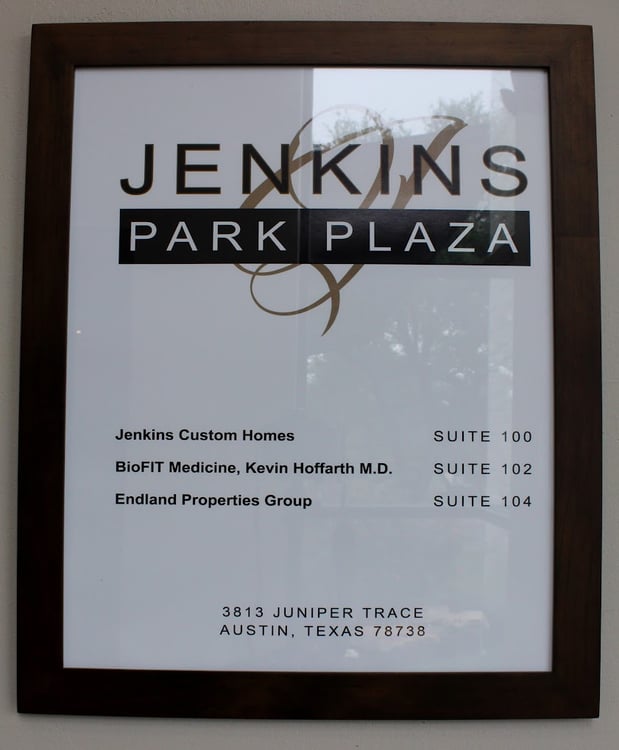 JENKINS
PARK PLAZA
Jenkins Custom Homes SUITE 100
BioFIT Medicine, Kevin Hoffarth M.D. SUITE 102
Endland Properties Group SUITE 104
3813 JUNIPER TRACE
AUSTIN, TEXAS 78738